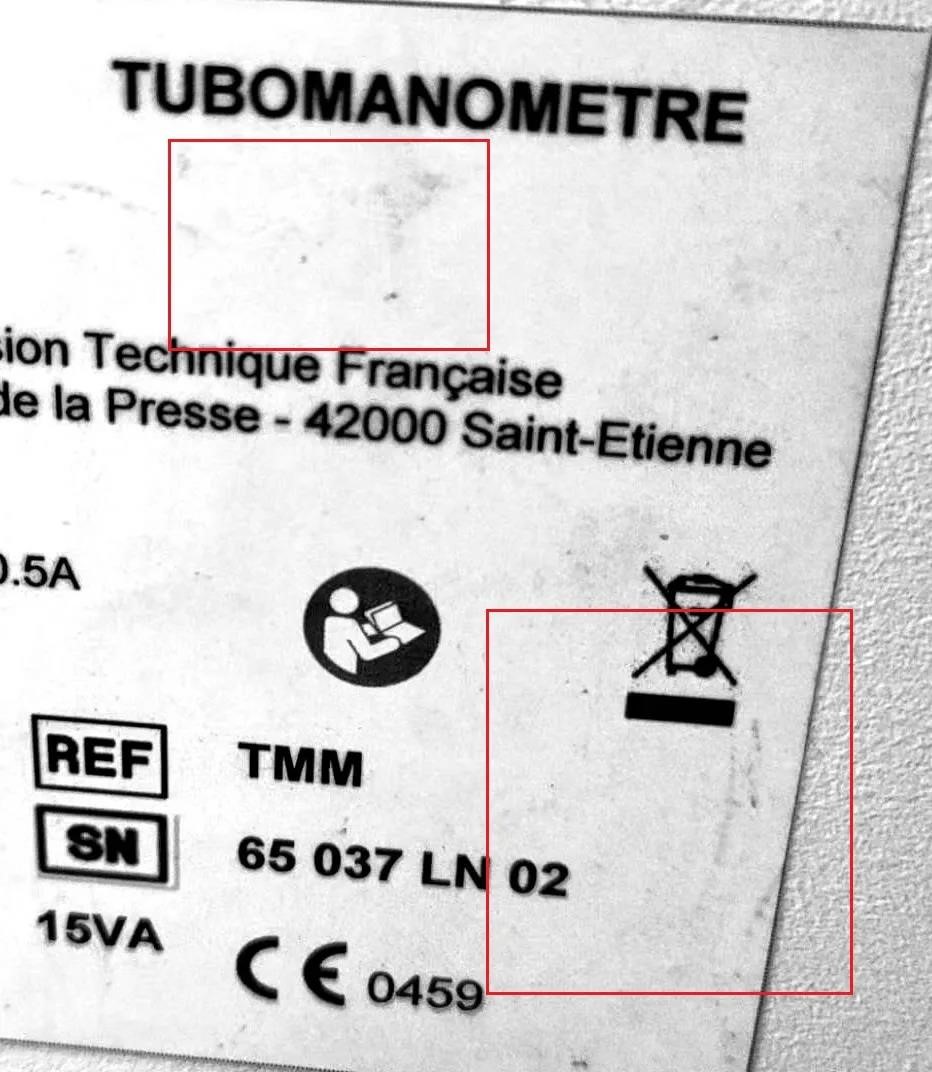 TUBOMANOMETRE
sion Technique Française
de la Presse - 42000 Saint-Etienne
0.5A
REF TMM
SN 65 037 LN 02
15VA
CE 0459